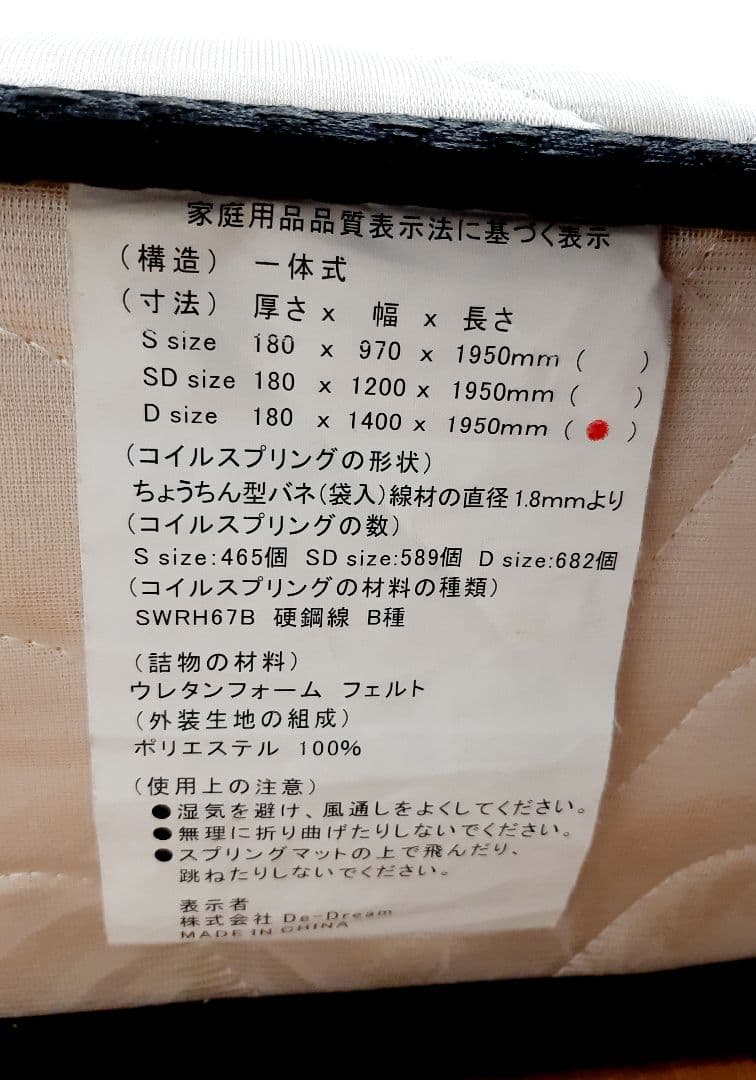 家庭用品品質表示法に基づく表示
（構造） 一体式
（寸法） 厚さ x 幅 x 長さ
S size 180 x 970 x 1950mm ( )
SD size 180 x 1200 x 1950mm ( )
D size 180 x 1400 x 1950mm ( ● )
（コイルスプリングの形状）
ちょうちん型バネ（袋入）線材の直径1.8mmより
（コイルスプリングの数）
S size:465個 SD size:589個 D size:682個
（コイルスプリングの材料の種類）
SWRH67B 硬鋼線 B種
（詰物の材料）
ウレタンフォーム フェルト
（外装生地の組成）
ポリエステル 100%
（使用上の注意）
●湿気を避け、風通しをよくしてください。
●無理に折り曲げたりしないでください。
●スプリングマットの上で飛んだり、
跳ねたりしないでください。
表示者
株式会社 De-Dream
MADE IN CHINA